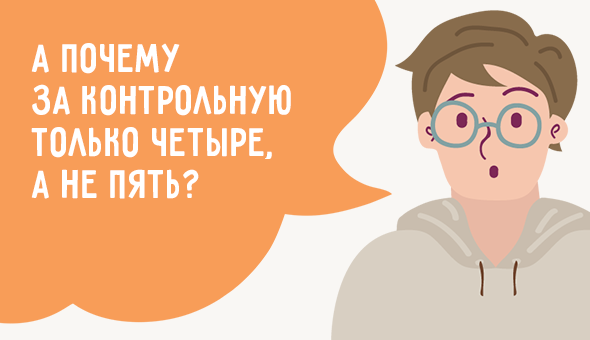 А ПОЧЕМУ
ЗА КОНТРОЛЬНУЮ
ТОЛЬКО ЧЕТЫРЕ,
А НЕ ПЯТЬ?